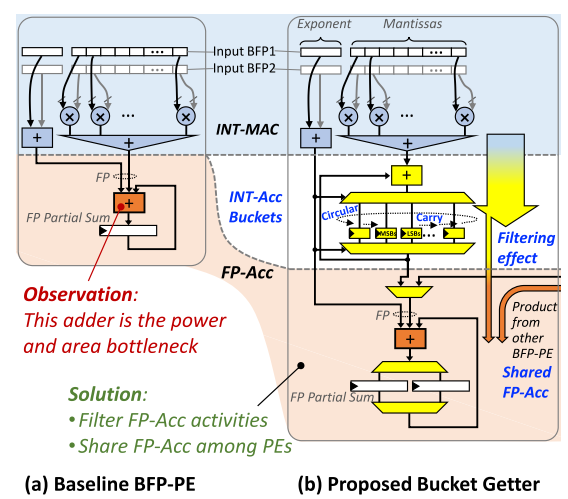 Exponent
Mantissas
Input BFP1
Input BFP2
...
...
×
×
×
×
×
×
...
...
+
+
INT-MAC
+
+
FP
+
FP Partial Sum
INT-Acc
Buckets
+
Circular
Carry
MSBs
LSBs
...
Filtering
effect
FP-Acc
Observation:
This adder is the power
and area bottleneck
FP
+
Product
from
other
BFP-PE
Shared
FP-Acc
Solution:
• Filter FP-Acc activities
• Share FP-Acc among PEs
FP Partial Sum
(a) Baseline BFP-PE
(b) Proposed Bucket Getter